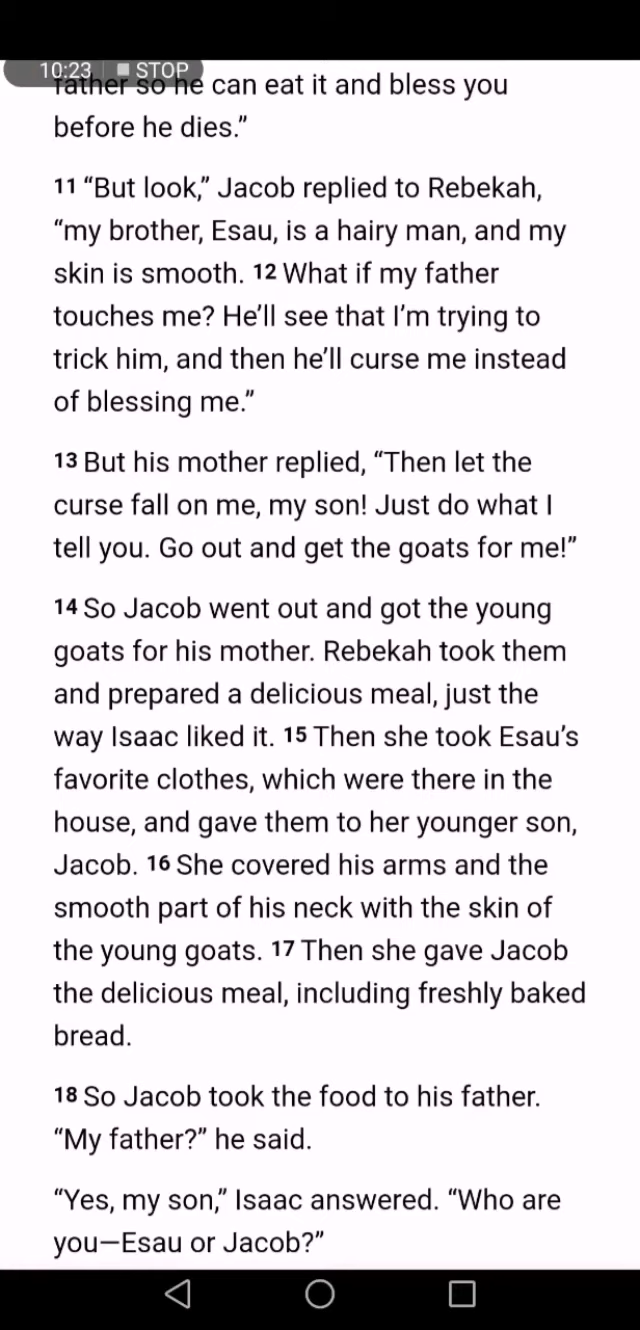 10:23 STOP
father so he can eat it and bless you
before he dies.”
11 “But look,” Jacob replied to Rebekah,
“my brother, Esau, is a hairy man, and my
skin is smooth. 12 What if my father
touches me? He’ll see that I’m trying to
trick him, and then he’ll curse me instead
of blessing me.”
13 But his mother replied, “Then let the
curse fall on me, my son! Just do what I
tell you. Go out and get the goats for me!”
14 So Jacob went out and got the young
goats for his mother. Rebekah took them
and prepared a delicious meal, just the
way Isaac liked it. 15 Then she took Esau’s
favorite clothes, which were there in the
house, and gave them to her younger son,
Jacob. 16 She covered his arms and the
smooth part of his neck with the skin of
the young goats. 17 Then she gave Jacob
the delicious meal, including freshly baked
bread.
18 So Jacob took the food to his father.
“My father?” he said.
“Yes, my son,” Isaac answered. “Who are
you—Esau or Jacob?”